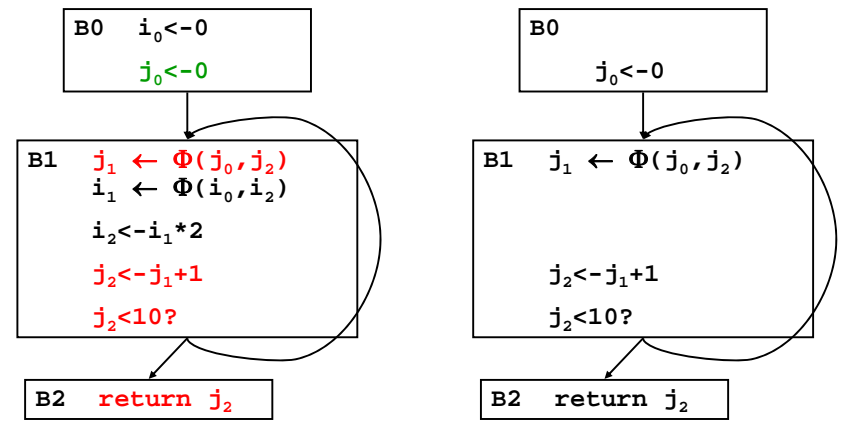 B0 i₀<-0
j₀<-0
B1 j₁ ← Φ(j₀,j₂)
i₁ ← Φ(i₀,i₂)
i₂<-i₁*2
j₂<-j₁+1
j₂<10?
B2 return j₂
B0
j₀<-0
B1 j₁ ← Φ(j₀,j₂)
j₂<-j₁+1
j₂<10?
B2 return j₂